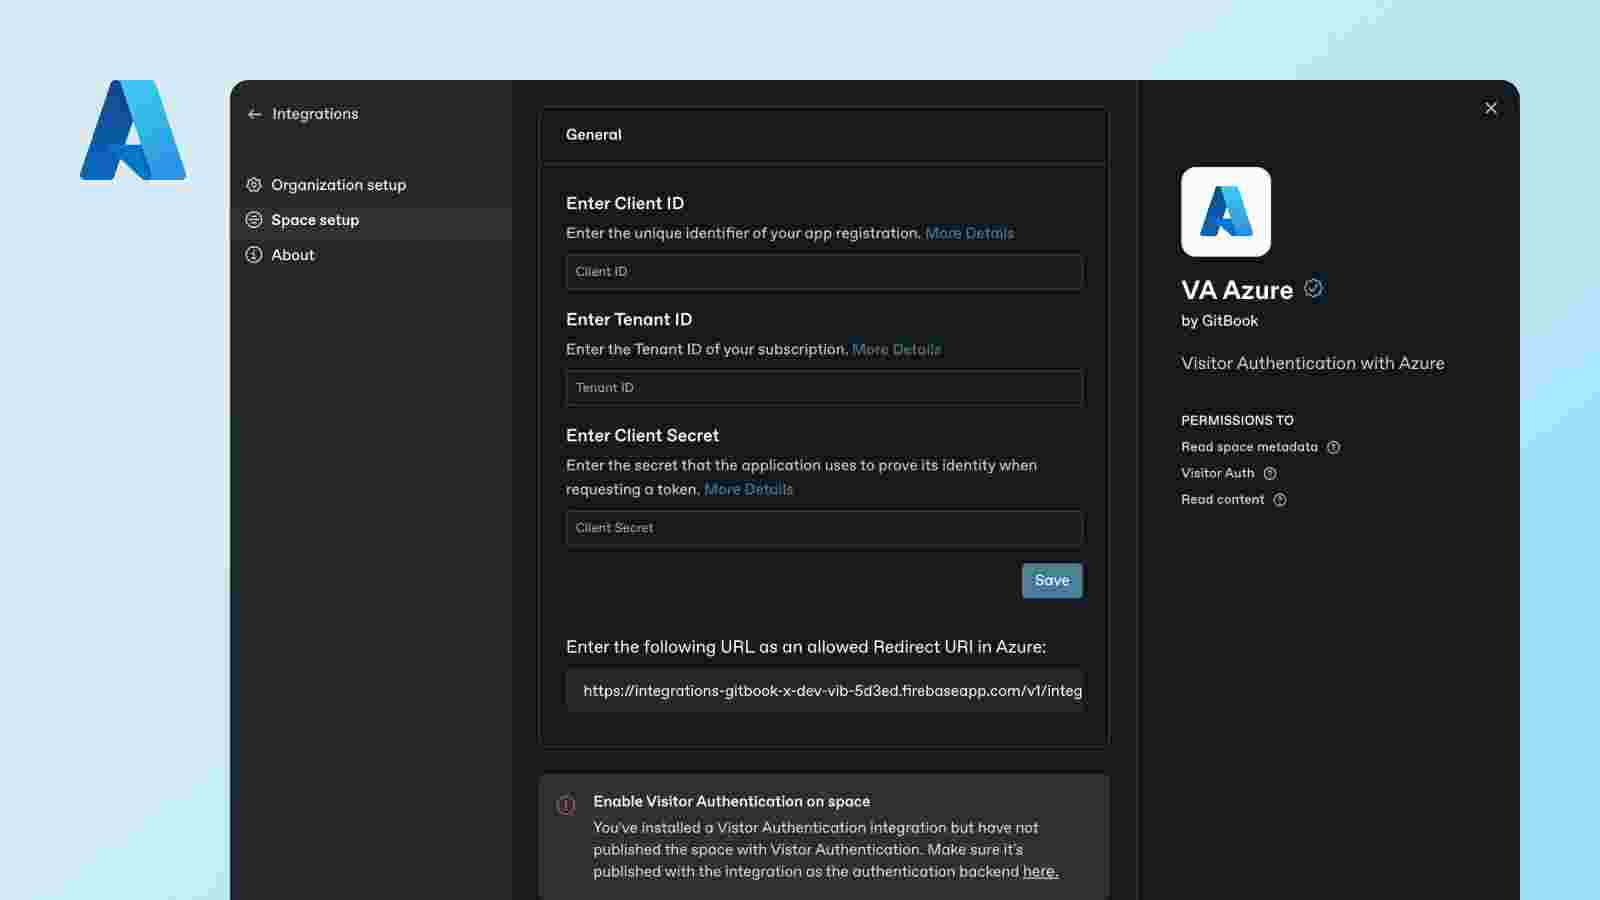 Integrations
Organization setup
Space setup
About
General
Enter Client ID
Enter the unique identifier of your app registration. More Details
Client ID
Enter Tenant ID
Enter the Tenant ID of your subscription. More Details
Tenant ID
Enter Client Secret
Enter the secret that the application uses to prove its identity when
requesting a token. More Details
Client Secret
Save
Enter the following URL as an allowed Redirect URI in Azure:
https://integrations-gitbook-x-dev-vib-5d3ed.firebaseapp.com/v1/integ
Enable Visitor Authentication on space
You've installed a Vistor Authentication integration but have not
published the space with Vistor Authentication. Make sure it's
published with the integration as the authentication backend here.
VA Azure
by GitBook
Visitor Authentication with Azure
PERMISSIONS TO
Read space metadata
Visitor Auth
Read content